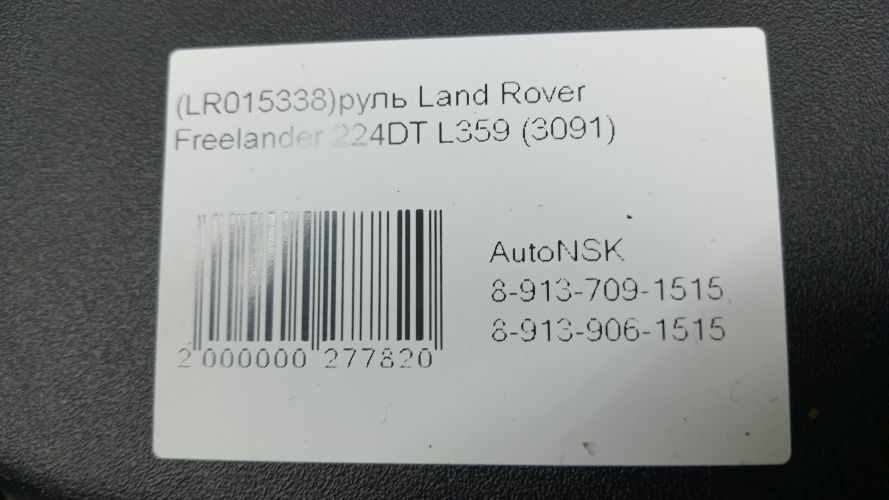 (LR015338)руль Land Rover
Freelander 224DT L359 (3091)
AutoNSK
8-913-709-1515,
8-913-906-1515
2 000000 277820